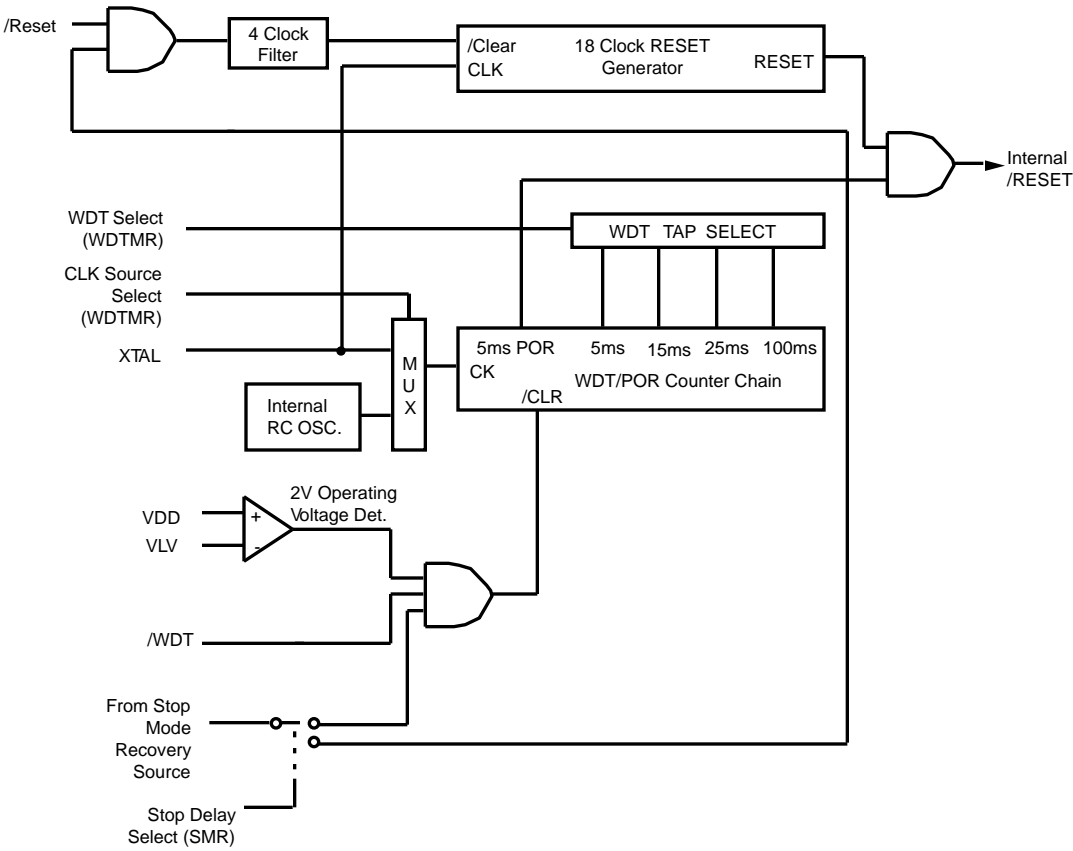 /Reset
4 Clock
Filter
/Clear
CLK
18 Clock RESET
Generator
RESET
Internal
/RESET
WDT Select
(WDTMR)
WDT TAP SELECT
CLK Source
Select
(WDTMR)
XTAL
M
U
X
5ms POR
5ms
15ms
25ms
100ms
CK
WDT/POR Counter Chain
/CLR
Internal
RC OSC.
2V Operating
Voltage Det.
VDD
+
VLV
-
/WDT
From Stop
Mode
Recovery
Source
Stop Delay
Select (SMR)